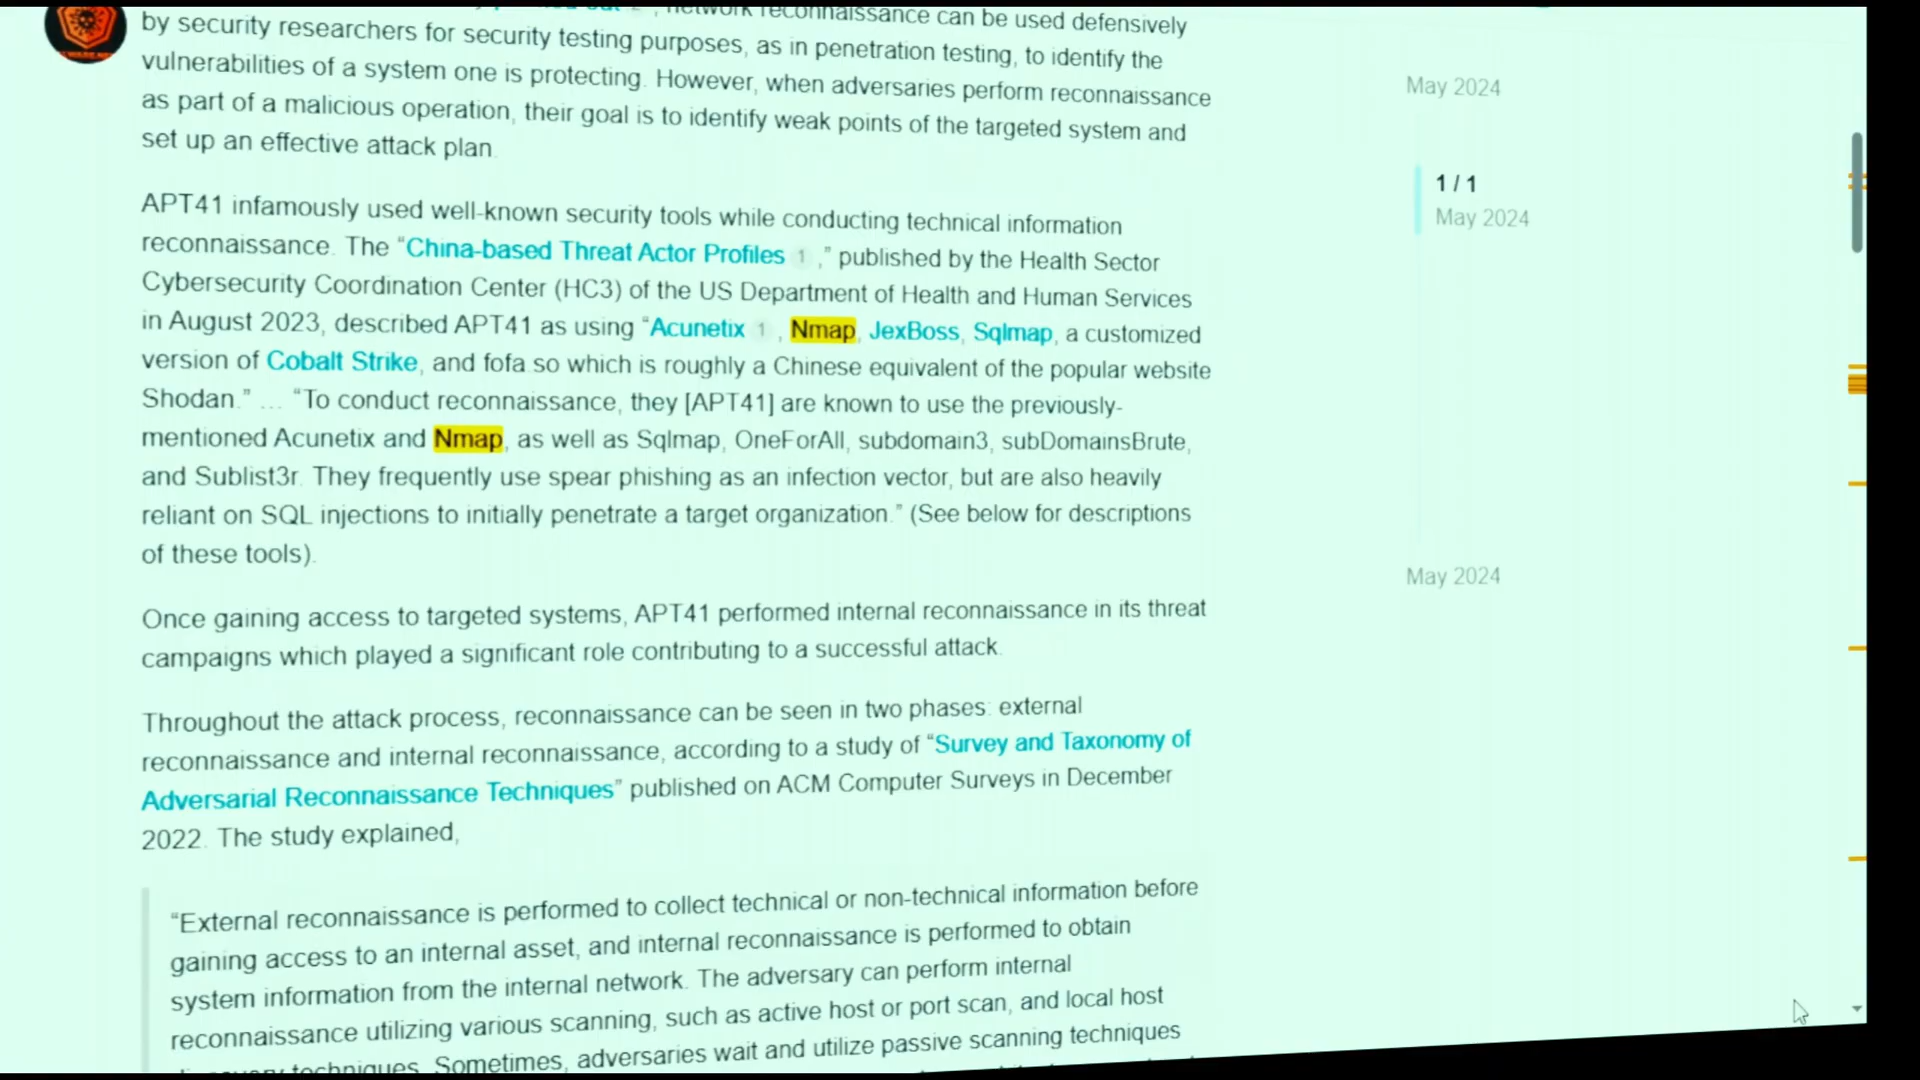 network reconnaissance can be used defensively
by security researchers for security testing purposes, as in penetration testing, to identify the
vulnerabilities of a system one is protecting. However, when adversaries perform reconnaissance
as part of a malicious operation, their goal is to identify weak points of the targeted system and
set up an effective attack plan.
APT41 infamously used well-known security tools while conducting technical information
reconnaissance. The “China-based Threat Actor Profiles 1 ,” published by the Health Sector
Cybersecurity Coordination Center (HC3) of the US Department of Health and Human Services
in August 2023, described APT41 as using “Acunetix 1 , Nmap, JexBoss, Sqlmap, a customized
version of Cobalt Strike, and fofa.so which is roughly a Chinese equivalent of the popular website
Shodan.” … “To conduct reconnaissance, they [APT41] are known to use the previously-
mentioned Acunetix and Nmap, as well as Sqlmap, OneForAll, subdomain3, subDomainsBrute,
and Sublist3r. They frequently use spear phishing as an infection vector, but are also heavily
reliant on SQL injections to initially penetrate a target organization.” (See below for descriptions
of these tools).
Once gaining access to targeted systems, APT41 performed internal reconnaissance in its threat
campaigns which played a significant role contributing to a successful attack.
Throughout the attack process, reconnaissance can be seen in two phases: external
reconnaissance and internal reconnaissance, according to a study of “Survey and Taxonomy of
Adversarial Reconnaissance Techniques” published on ACM Computer Surveys in December
2022. The study explained,
“External reconnaissance is performed to collect technical or non-technical information before
gaining access to an internal asset, and internal reconnaissance is performed to obtain
system information from the internal network. The adversary can perform internal
reconnaissance utilizing various scanning, such as active host or port scan, and local host
techniques. Sometimes, adversaries wait and utilize passive scanning techniques
May 2024
1 / 1
May 2024
May 2024